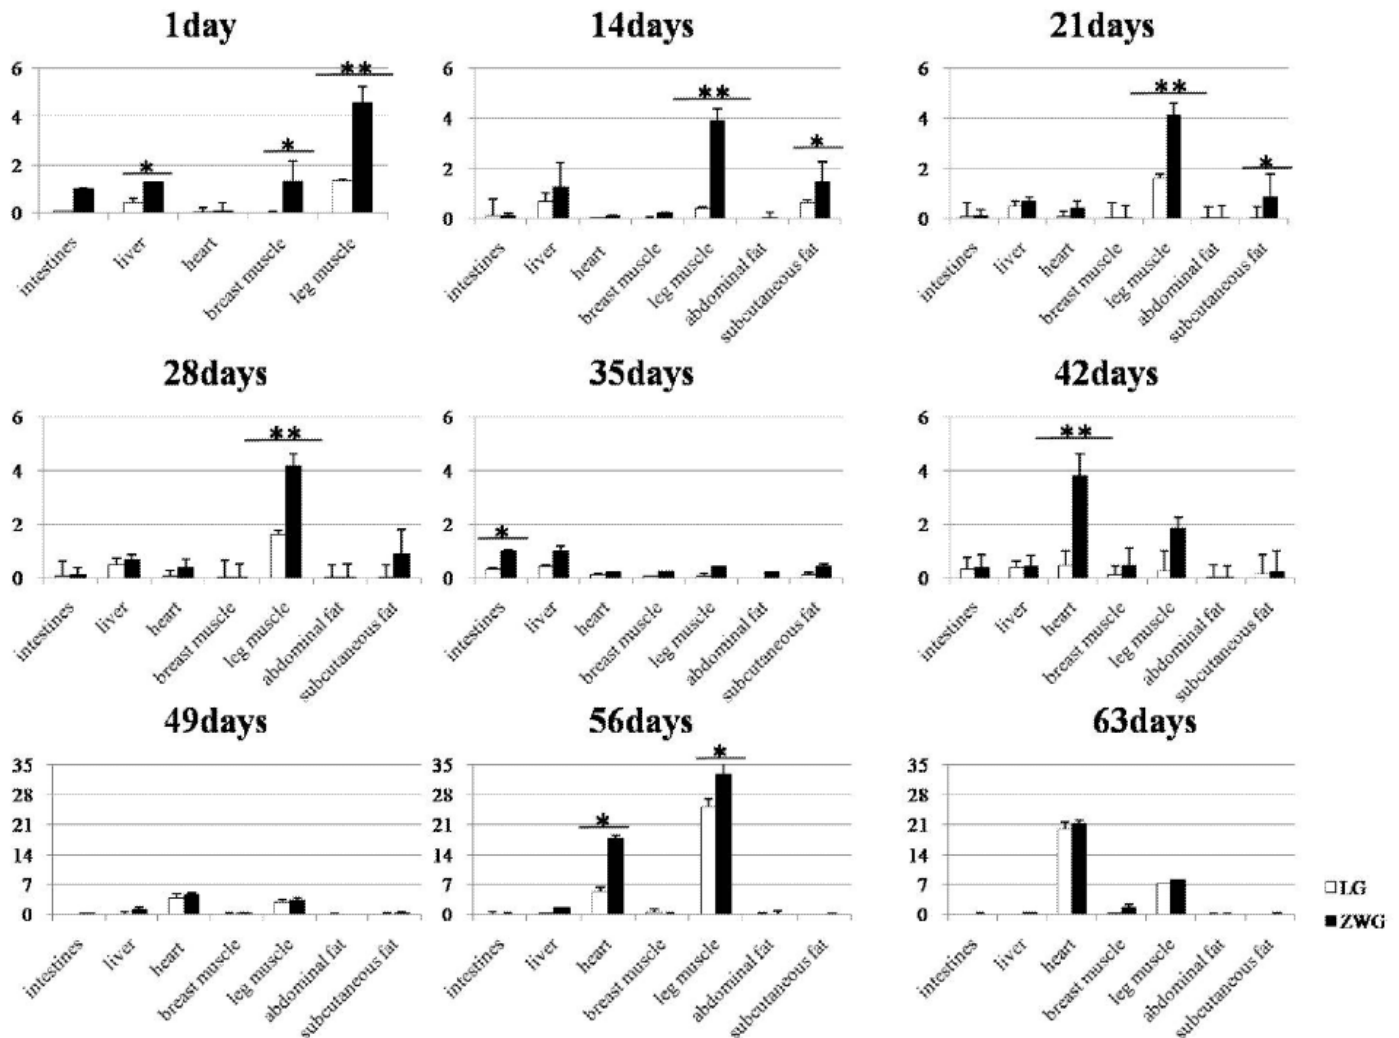 1day
14days
21days
6
4
2
0
**
*
*
intestines
liver
heart
breast muscle
leg muscle
6
4
2
0
**
*
intestines
liver
heart
breast muscle
leg muscle
abdominal fat
subcutaneous fat
6
4
2
0
**
*
intestines
liver
heart
breast muscle
leg muscle
abdominal fat
subcutaneous fat
28days
35days
42days
6
4
2
0
**
intestines
liver
heart
breast muscle
leg muscle
abdominal fat
subcutaneous fat
6
4
2
0
*
intestines
liver
heart
breast muscle
leg muscle
abdominal fat
subcutaneous fat
6
4
2
0
**
intestines
liver
heart
breast muscle
leg muscle
abdominal fat
subcutaneous fat
49days
56days
63days
35
28
21
14
7
0
intestines
liver
heart
breast muscle
leg muscle
abdominal fat
subcutaneous fat
35
28
21
14
7
0
*
*
intestines
liver
heart
breast muscle
leg muscle
abdominal fat
subcutaneous fat
35
28
21
14
7
0
intestines
liver
heart
breast muscle
leg muscle
abdominal fat
subcutaneous fat
LG
ZWG